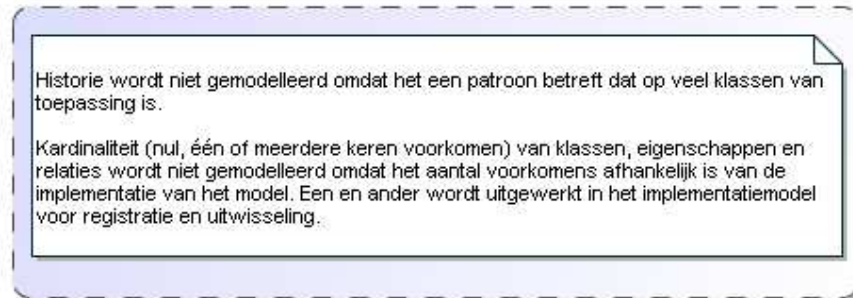 Historie wordt niet gemodelleerd omdat het een patroon betreft dat op veel klassen van
toepassing is.
Kardinaliteit (nul, één of meerdere keren voorkomen) van klassen, eigenschappen en
relaties wordt niet gemodelleerd omdat het aantal voorkomens afhankelijk is van de
implementatie van het model. Een en ander wordt uitgewerkt in het implementatiemodel
voor registratie en uitwisseling.